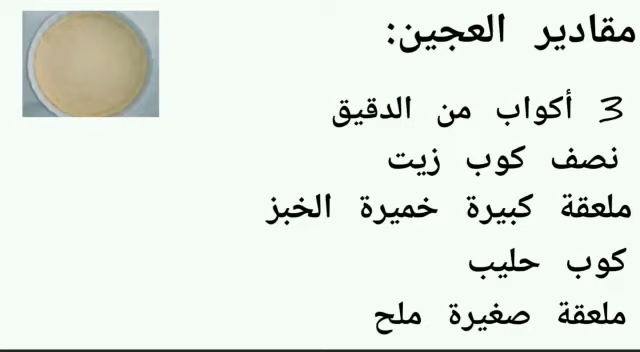 مقادير العجين:
3 أكواب من الدقيق
نصف كوب زيت
ملعقة كبيرة خميرة الخبز
كوب حليب
ملعقة صغيرة ملح